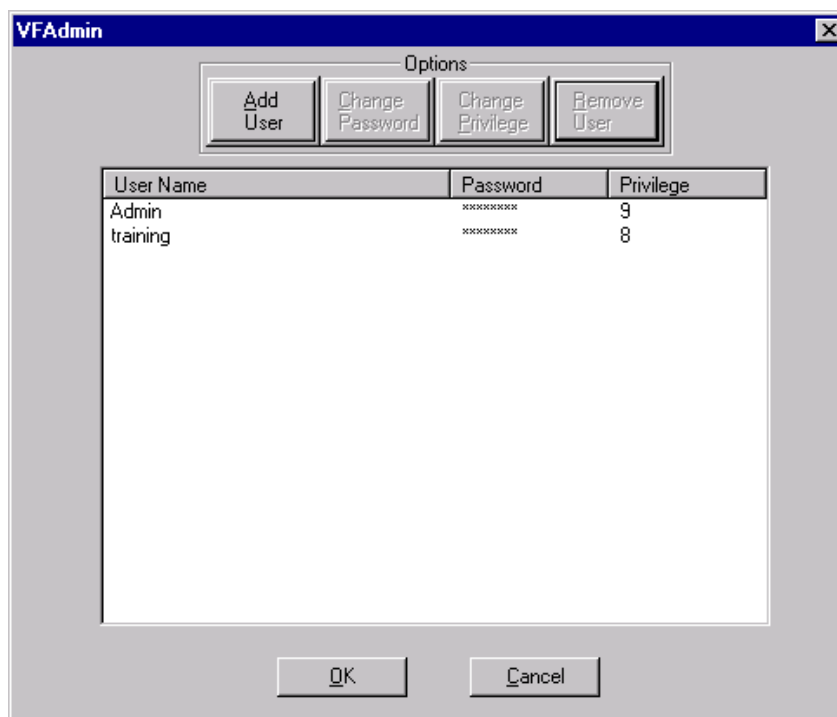 VFAdmin
Options
Add
User
Change
Password
Change
Privilege
Remove
User
User Name Password Privilege
Admin ******** 9
training ******** 8
OK Cancel